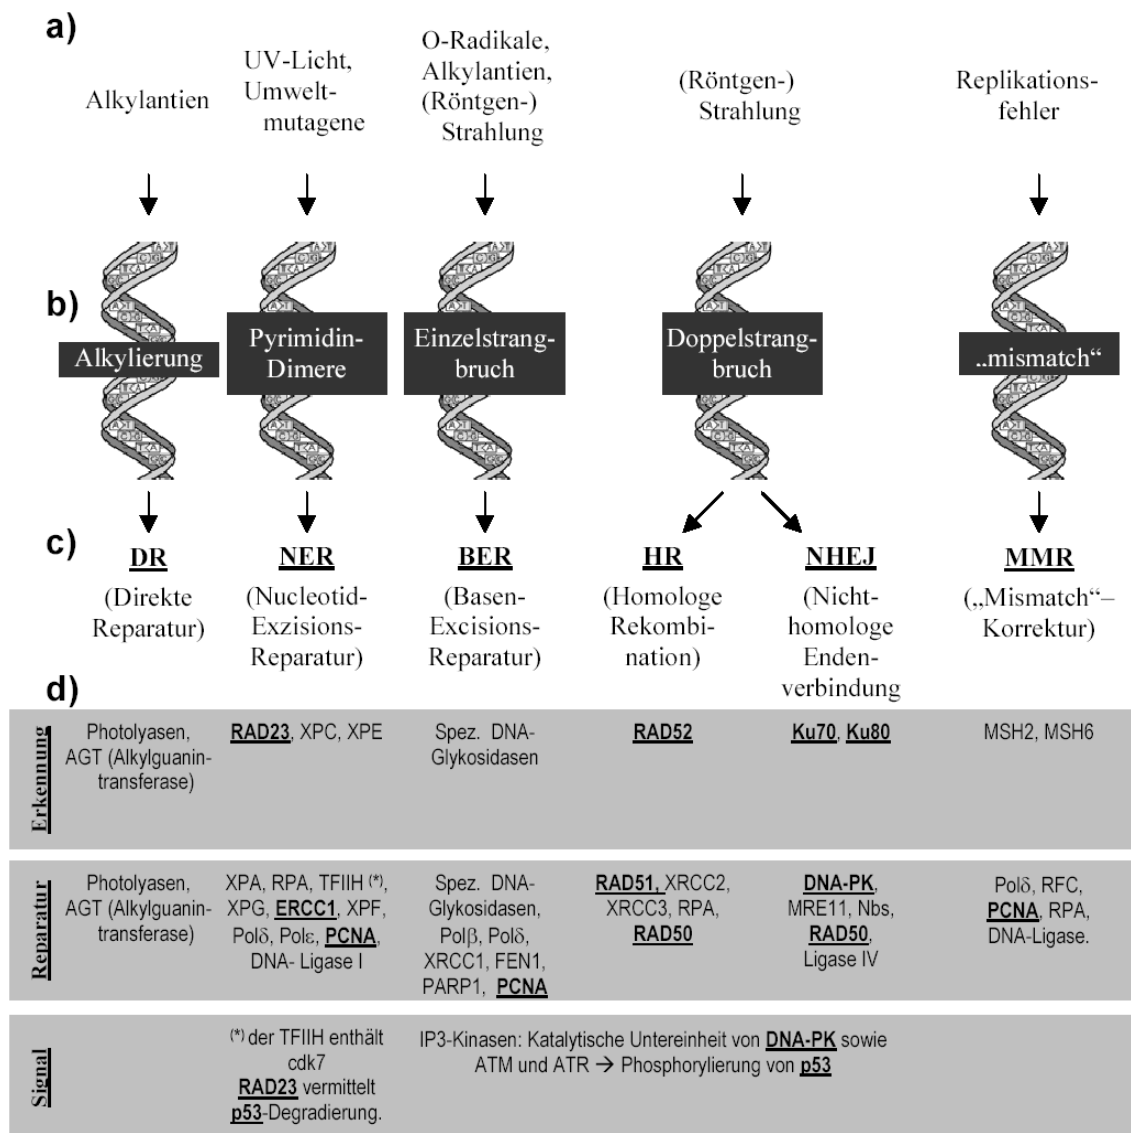 a)
Alkylantien
UV-Licht,
Umwelt-
mutagene
O-Radikale,
Alkylantien,
(Röntgen-)
Strahlung
(Röntgen-)
Strahlung
Replikations-
fehler
b)
Alkylierung
Pyrimidin-
Dimere
Einzelstrang-
bruch
Doppelstrang-
bruch
„mismatch“
c)
DR
(Direkte
Reparatur)
NER
(Nucleotid-
Exzisions-
Reparatur)
BER
(Basen-
Excisions-
Reparatur)
HR
(Homologe
Rekombi-
nation)
NHEJ
(Nicht-
homologe
Enden-
verbindung)
MMR
(„Mismatch“–
Korrektur)
d)
Erkennung
Photolyasen,
AGT (Alkylguanin-
transferase)
RAD23, XPC, XPE
Spez. DNA-
Glykosidasen
RAD52
Ku70, Ku80
MSH2, MSH6
Reparatur
Photolyasen,
AGT (Alkylguanin-
transferase)
XPA, RPA, TFIIH (*),
XPG, ERCC1, XPF,
Polδ, Polε, PCNA,
DNA- Ligase I
Spez. DNA-
Glykosidasen,
Polβ, Polδ,
XRCC1, FEN1,
PARP1, PCNA
RAD51, XRCC2,
XRCC3, RPA,
RAD50
DNA-PK,
MRE11, Nbs,
RAD50,
Ligase IV
Polδ, RFC,
PCNA, RPA,
DNA-Ligase.
Signal
(*) der TFIIH enthält
cdk7
RAD23 vermittelt
p53-Degradierung.
IP3-Kinasen: Katalytische Untereinheit von DNA-PK sowie
ATM und ATR → Phosphorylierung von p53